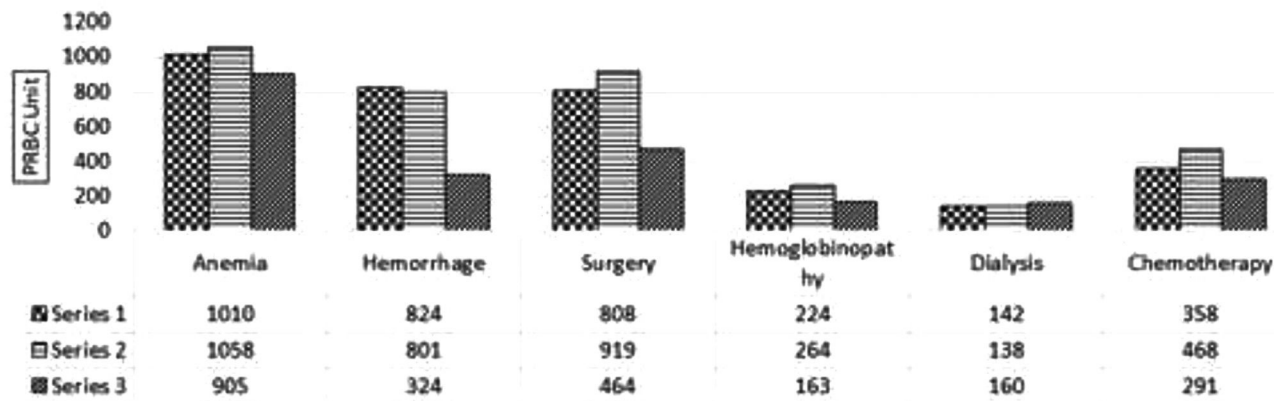 1200
1000
800
600
400
200
0
PRBC Unit
Anemia Hemorrhage Surgery Hemoglobinopat
hy Dialysis Chemotherapy
Series 1 1010 824 808 224 142 358
Series 2 1058 801 919 264 138 468
Series 3 905 324 464 163 160 291